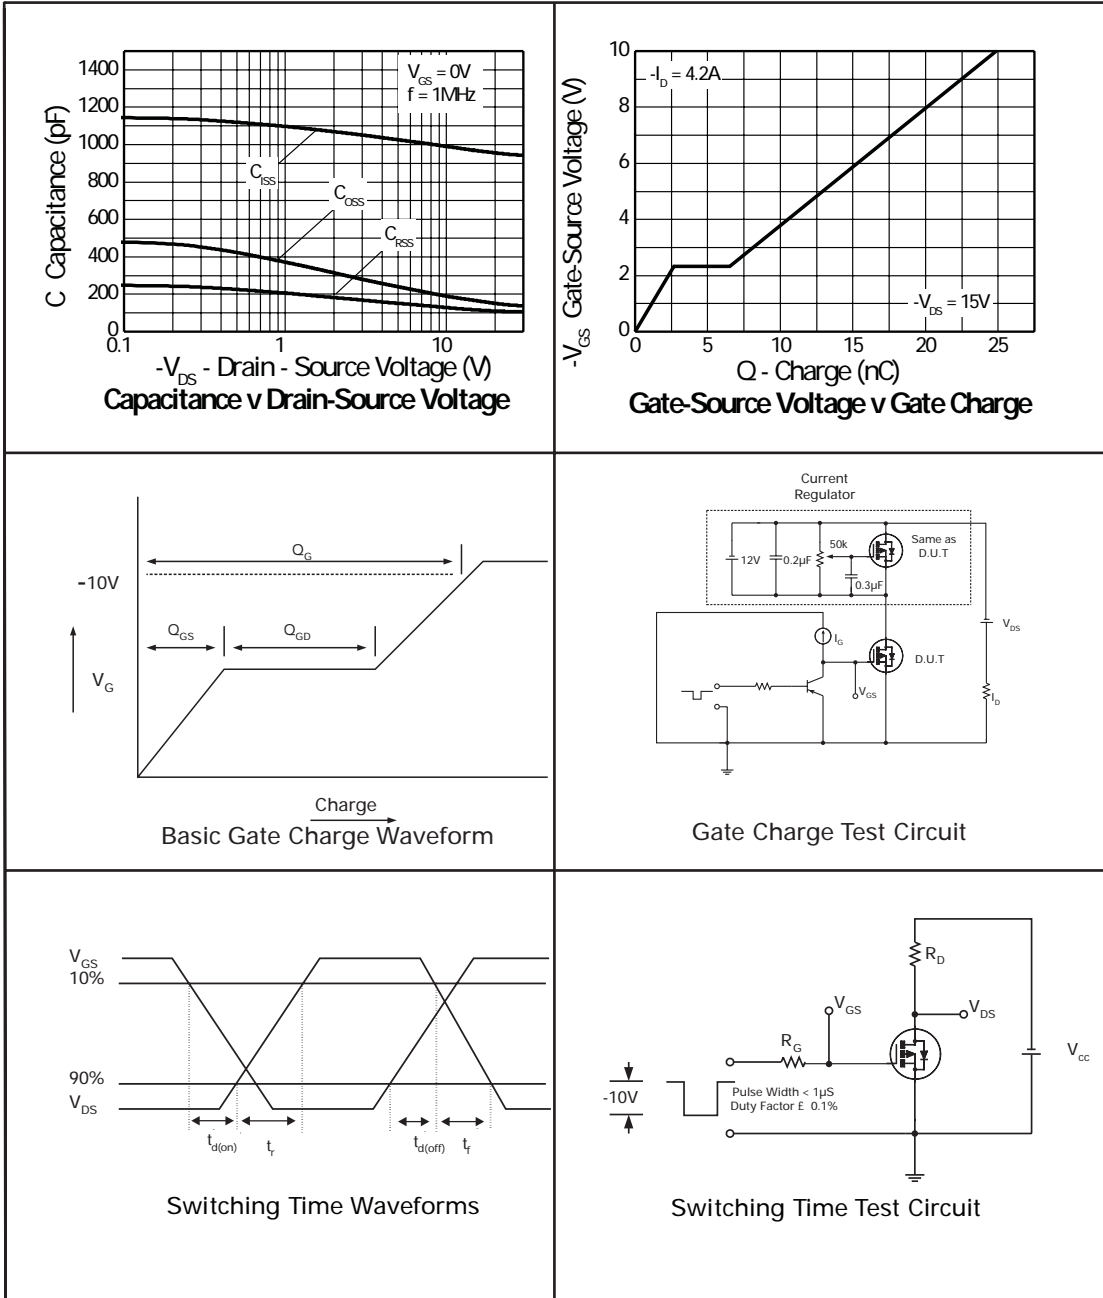 1400
1200
1000
800
600
400
200
0
C Capacitance (pF)
VGS = 0V
f = 1MHz
CISS
COSS
CRSS
0.1 1 10
-VDS - Drain - Source Voltage (V)
Capacitance v Drain-Source Voltage
10
8
6
4
2
0
-VGS Gate-Source Voltage (V)
-ID = 4.2A
-VDS = 15V
0 5 10 15 20 25
Q - Charge (nC)
Gate-Source Voltage v Gate Charge
QG
-10V
QGS
QGD
VG
Charge
Basic Gate Charge Waveform
Current
Regulator
12V
0.2µF
50k
0.3µF
Same as
D.U.T
IG
VGS
D.U.T
VDS
ID
Gate Charge Test Circuit
VGS
10%
90%
VDS
td(on)
tr
td(off)
tf
Switching Time Waveforms
RD
VGS
VDS
RG
Vcc
-10V
Pulse Width < 1µS
Duty Factor £ 0.1%
Switching Time Test Circuit